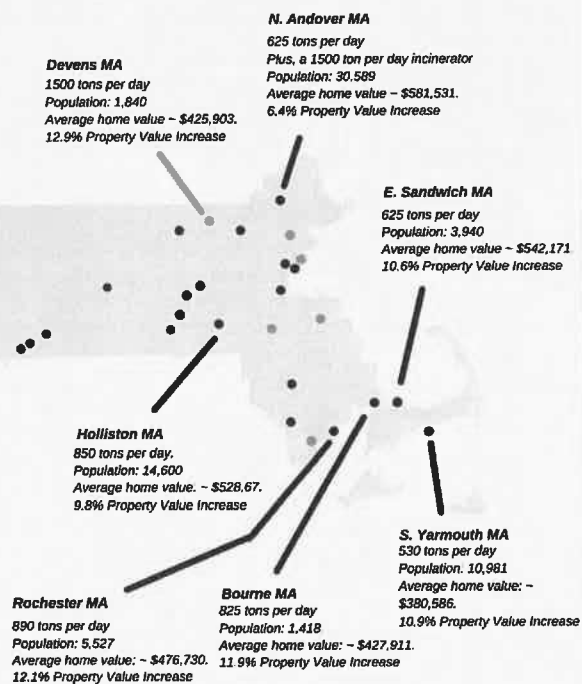 N. Andover MA
625 tons per day
Plus, a 1500 ton per day incinerator
Population: 30.589
Average home value ~ $581,531.
6.4% Property Value Increase
Devens MA
1500 tons per day
Population: 1,840
Average home value ~ $425,903.
12.9% Property Value Increase
E. Sandwich MA
625 tons per day
Population: 3,940
Average home value ~ $542,171
10.6% Property Value Increase
Holliston MA
850 tons per day.
Population: 14,600
Average home value. ~ $528,67.
9.8% Property Value Increase
S. Yarmouth MA
530 tons per day
Population. 10,981
Average home value: ~
$380,586.
10.9% Property Value Increase
Rochester MA
890 tons per day
Population: 5,527
Average home value: ~ $476,730.
12.1% Property Value Increase
Bourne MA
825 tons per day
Population: 1,418
Average home value: ~ $427,911.
11.9% Property Value Increase